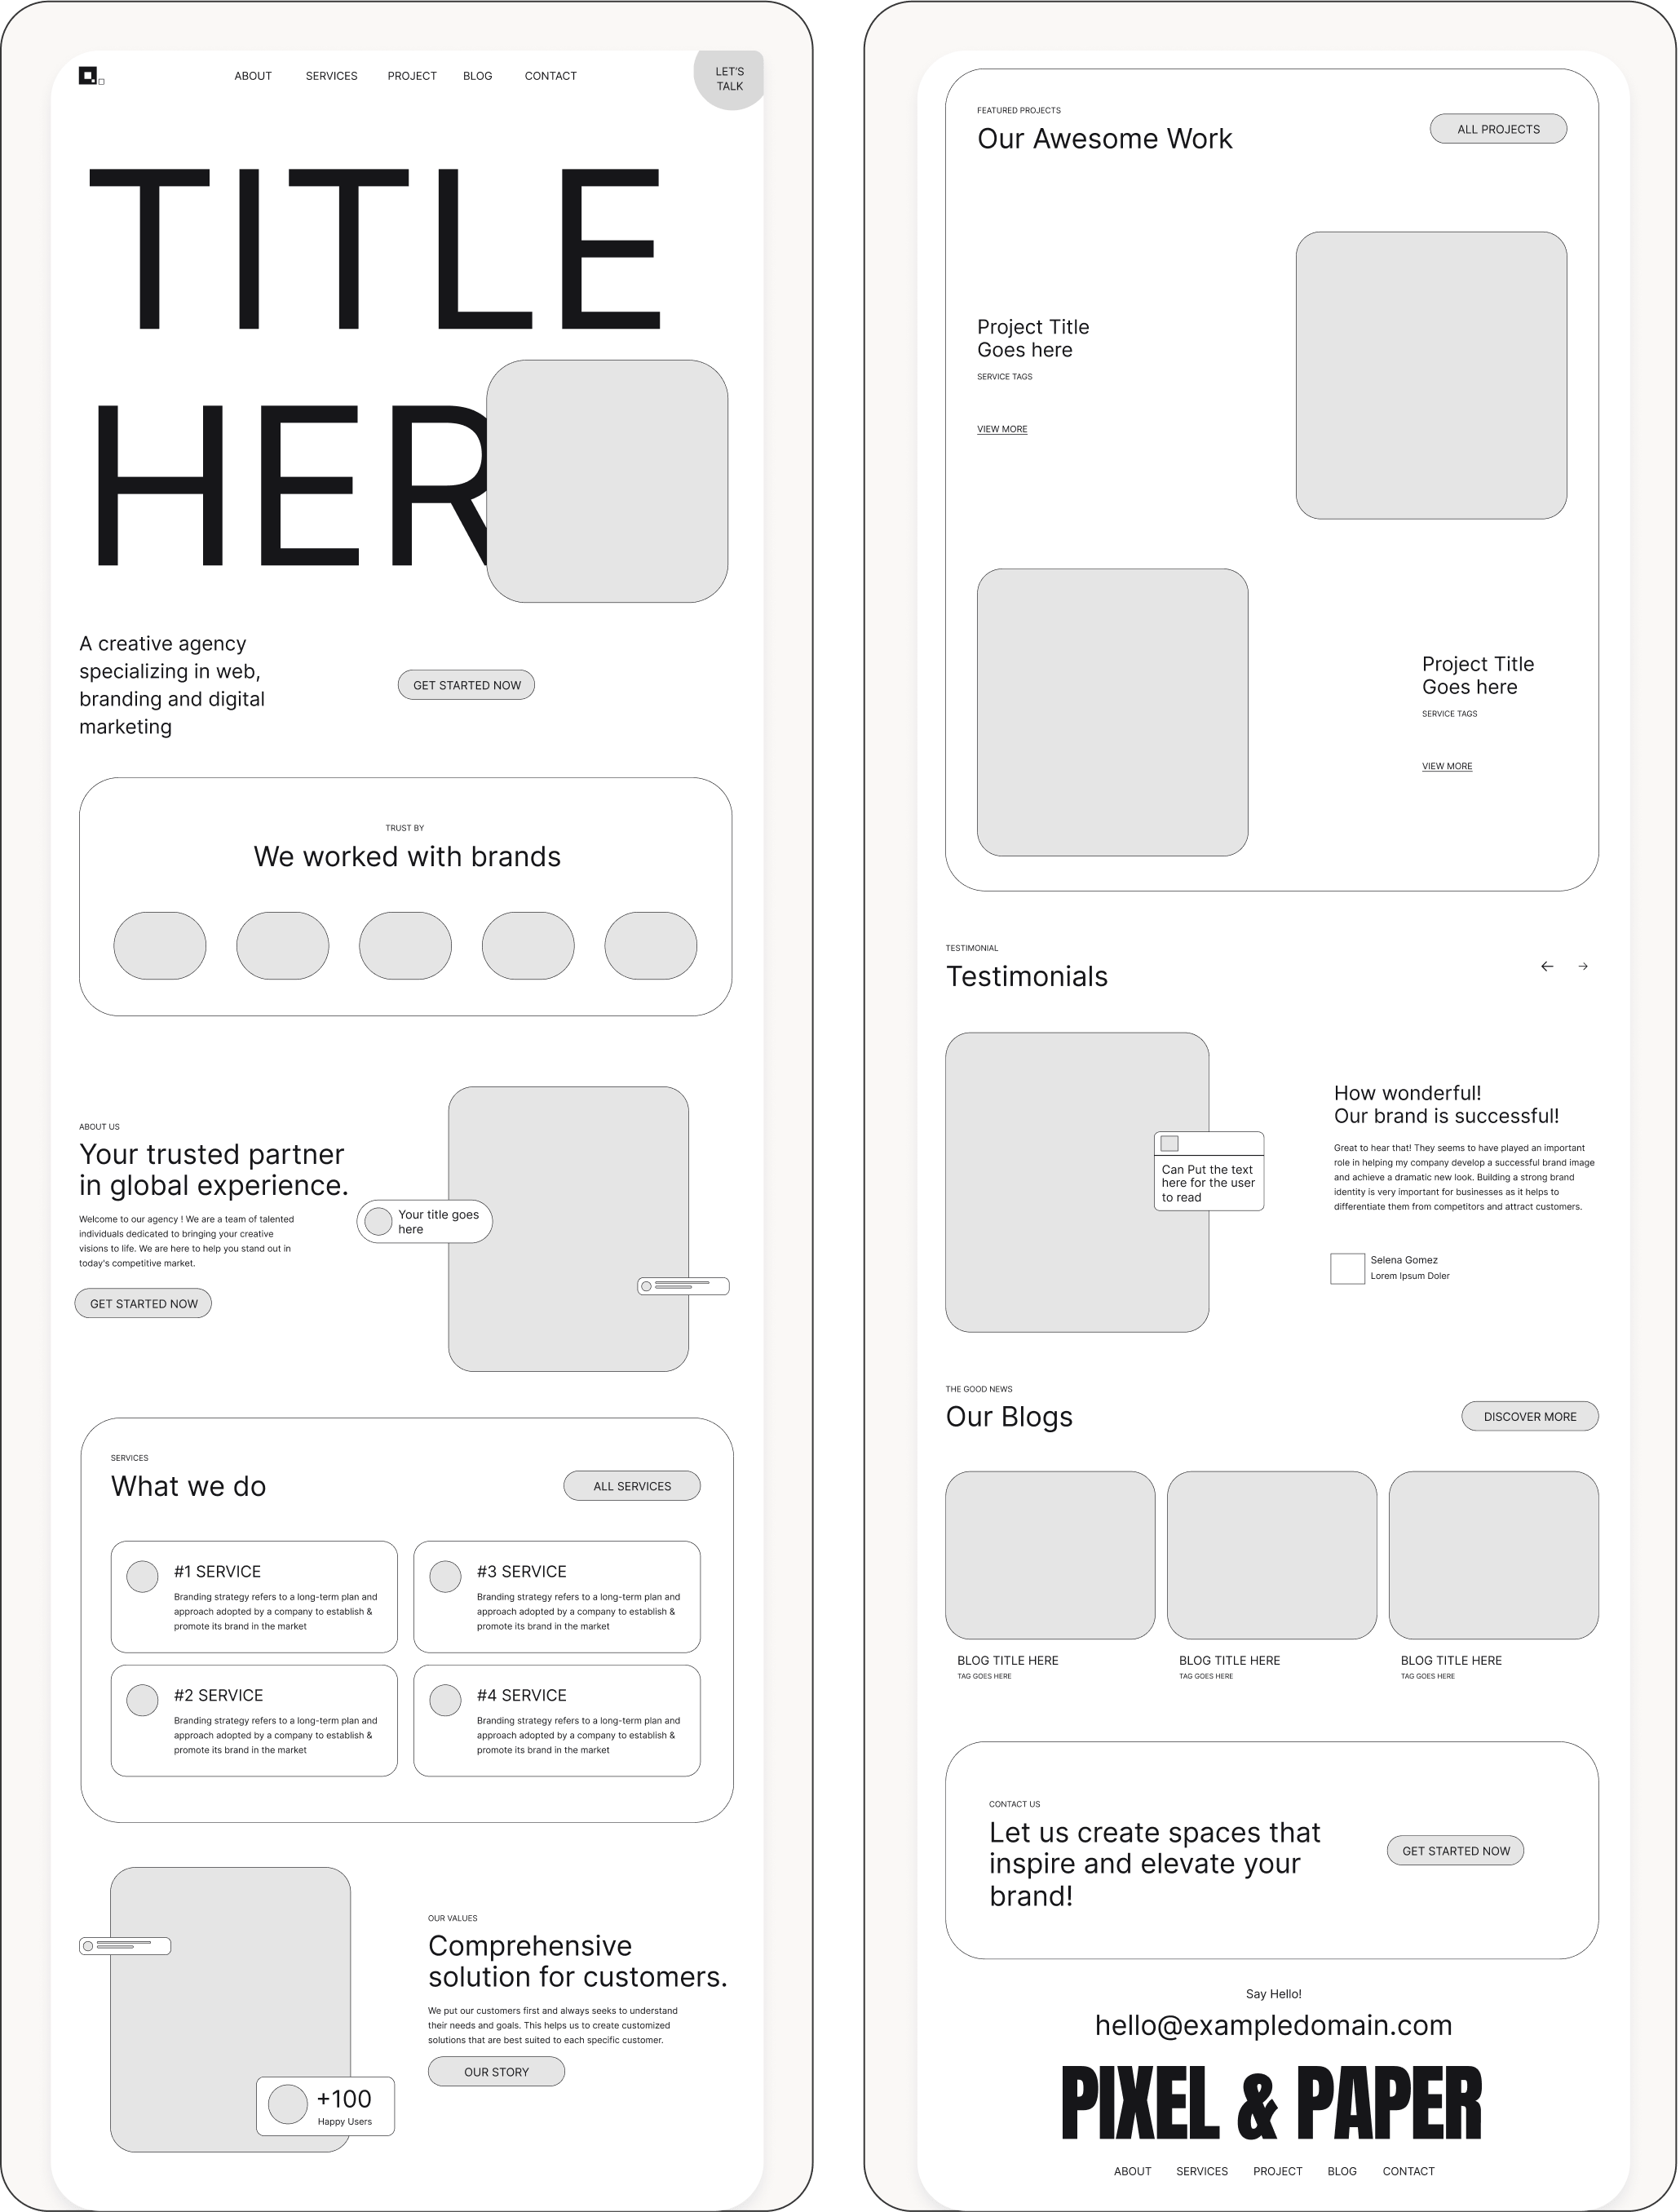 ABOUT SERVICES PROJECT BLOG CONTACT
LET'S
TALK
TITLE
HER
A creative agency
specializing in web,
branding and digital
marketing
GET STARTED NOW
TRUST BY
We worked with brands
ABOUT US
Your trusted partner
in global experience.
Welcome to our agency ! We are a team of talented
individuals dedicated to bringing your creative
visions to life. We are here to help you stand out in
today's competitive market.
GET STARTED NOW
Your title goes
here
SERVICES
What we do
ALL SERVICES
#1 SERVICE
Branding strategy refers to a long-term plan and
approach adopted by a company to establish &
promote its brand in the market
#3 SERVICE
Branding strategy refers to a long-term plan and
approach adopted by a company to establish &
promote its brand in the market
#2 SERVICE
Branding strategy refers to a long-term plan and
approach adopted by a company to establish &
promote its brand in the market
#4 SERVICE
Branding strategy refers to a long-term plan and
approach adopted by a company to establish &
promote its brand in the market
OUR VALUES
Comprehensive
solution for customers.
We put our customers first and always seeks to understand
their needs and goals. This helps us to create customized
solutions that are best suited to each specific customer.
OUR STORY
+100
Happy Users
FEATURED PROJECTS
Our Awesome Work
ALL PROJECTS
Project Title
Goes here
SERVICE TAGS
VIEW MORE
Project Title
Goes here
SERVICE TAGS
VIEW MORE
TESTIMONIAL
Testimonials
Can Put the text
here for the user
to read
How wonderful!
Our brand is successful!
Great to hear that! They seems to have played an important
role in helping my company develop a successful brand image
and achieve a dramatic new look. Building a strong brand
identity is very important for businesses as it helps to
differentiate them from competitors and attract customers.
Selena Gomez
Lorem Ipsum Doler
THE GOOD NEWS
Our Blogs
DISCOVER MORE
BLOG TITLE HERE
TAG GOES HERE
BLOG TITLE HERE
TAG GOES HERE
BLOG TITLE HERE
TAG GOES HERE
CONTACT US
Let us create spaces that
inspire and elevate your
brand!
GET STARTED NOW
Say Hello!
hello@exampledomain.com
PIXEL & PAPER
ABOUT SERVICES PROJECT BLOG CONTACT